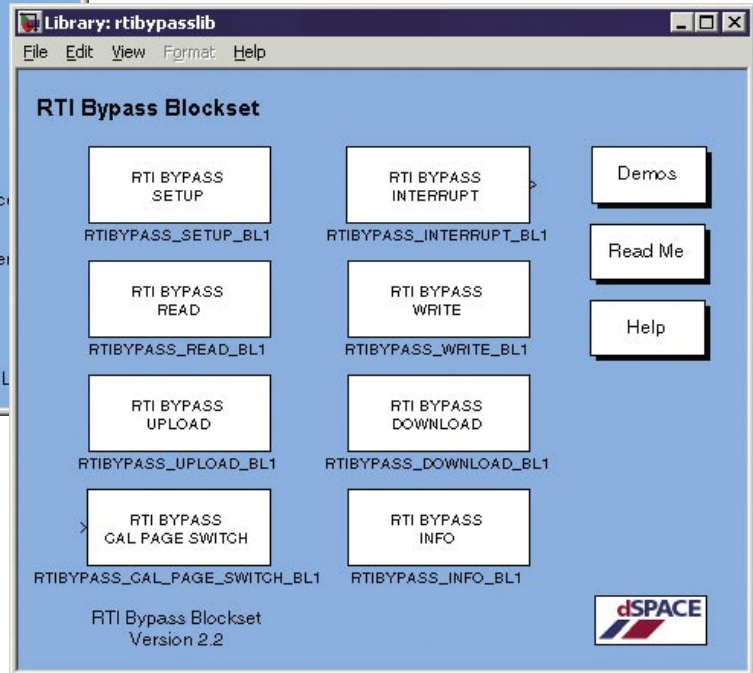 Library: rtibypasslib
File Edit View Format Help
RTI Bypass Blockset
RTI BYPASS
SETUP
RTIBYPASS_SETUP_BL1
RTI BYPASS
INTERRUPT
RTIBYPASS_INTERRUPT_BL1
RTI BYPASS
READ
RTIBYPASS_READ_BL1
RTI BYPASS
WRITE
RTIBYPASS_WRITE_BL1
RTI BYPASS
UPLOAD
RTIBYPASS_UPLOAD_BL1
RTI BYPASS
DOWNLOAD
RTIBYPASS_DOWNLOAD_BL1
RTI BYPASS
CAL PAGE SWITCH
RTIBYPASS_CAL_PAGE_SWITCH_BL1
RTI BYPASS
INFO
RTIBYPASS_INFO_BL1
Demos
Read Me
Help
RTI Bypass Blockset
Version 2.2
dSPACE